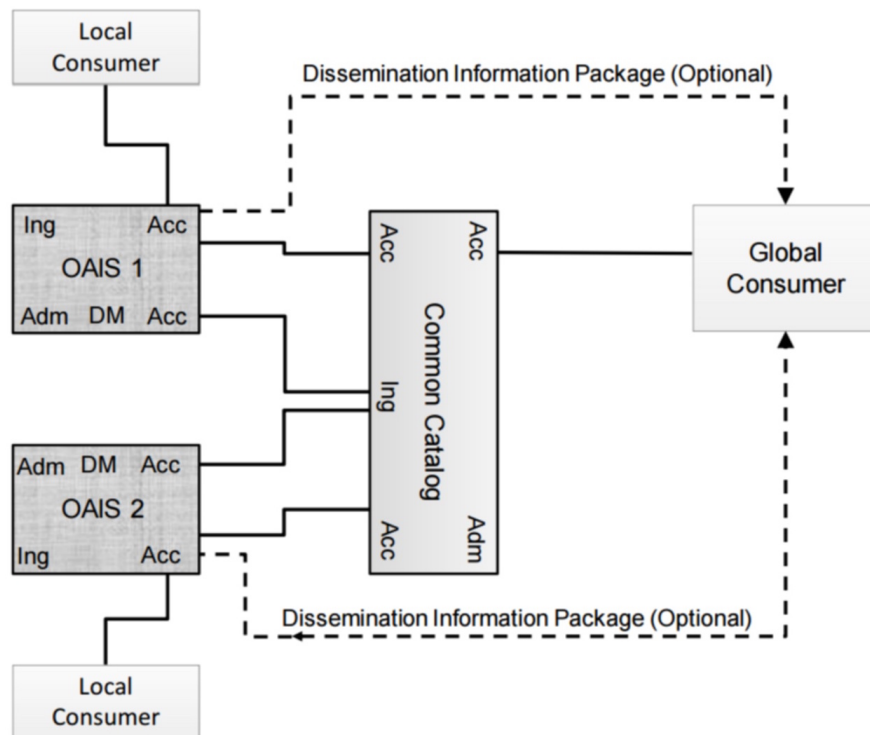 Local
Consumer
Dissemination Information Package (Optional)
Ing Acc
OAIS 1
Adm DM Acc
Acc Acc
Common Catalog
Ing
Acc Adm
Global
Consumer
Adm DM Acc
OAIS 2
Ing Acc
Dissemination Information Package (Optional)
Local
Consumer